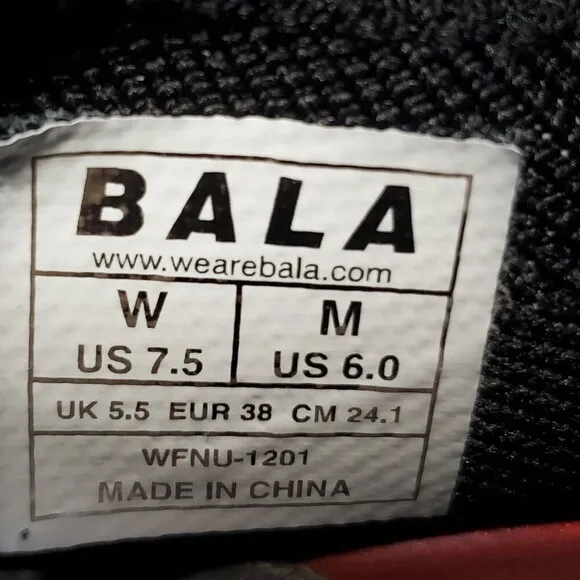 BALA
www.wearebala.com
W M
US 7.5 US 6.0
UK 5.5 EUR 38 CM 24.1
WFNU-1201
MADE IN CHINA